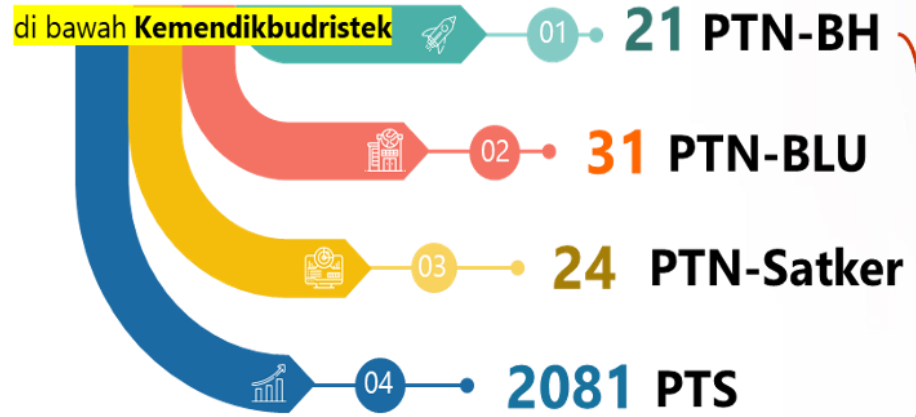 di bawah Kemendikbudristek
01 21 PTN-BH
02 31 PTN-BLU
03 24 PTN-Satker
04 2081 PTS